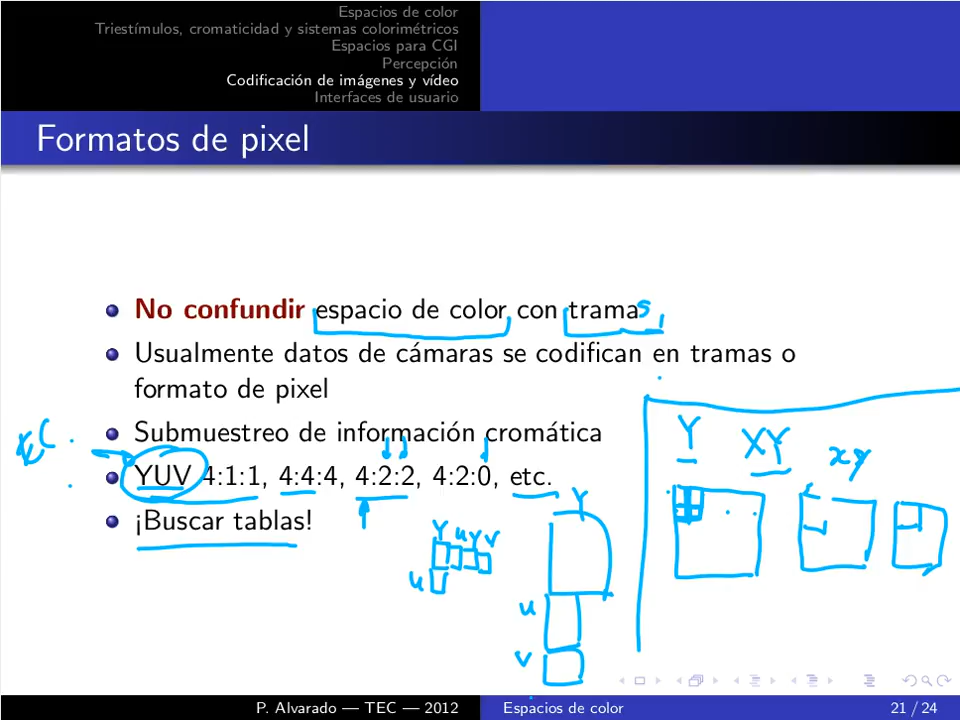 Espacios de color
Triestímulos, cromaticidad y sistemas colorimétricos
Espacios para CGI
Percepción
Codificación de imágenes y vídeo
Interfaces de usuario
Formatos de pixel
No confundir espacio de color con tramas
Usualmente datos de cámaras se codifican en tramas o
formato de pixel
Submuestreo de información cromática
YUV 4:1:1, 4:4:4, 4:2:2, 4:2:0, etc.
¡Buscar tablas!
Y XY xy
Y u Y v
u
Y
u
v
P. Alvarado — TEC — 2012 Espacios de color 21 / 24